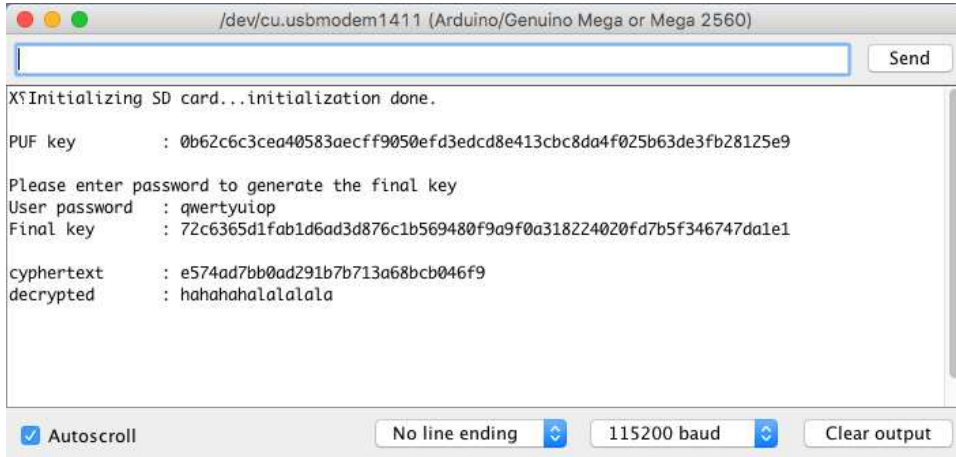 /dev/cu.usbmodem1411 (Arduino/Genuino Mega or Mega 2560)
Send
X⸮Initializing SD card...initialization done.
PUF key : 0b62c6c3cea40583aecff9050efd3edcd8e413cbc8da4f025b63de3fb28125e9
Please enter password to generate the final key
User password : qwertyuiop
Final key : 72c6365d1fab1d6ad3d876c1b569480f9a9f0a318224020fd7b5f346747da1e1
cyphertext : e574ad7bb0ad291b7b713a68bcb046f9
decrypted : hahahahalalalala
Autoscroll No line ending 115200 baud Clear output